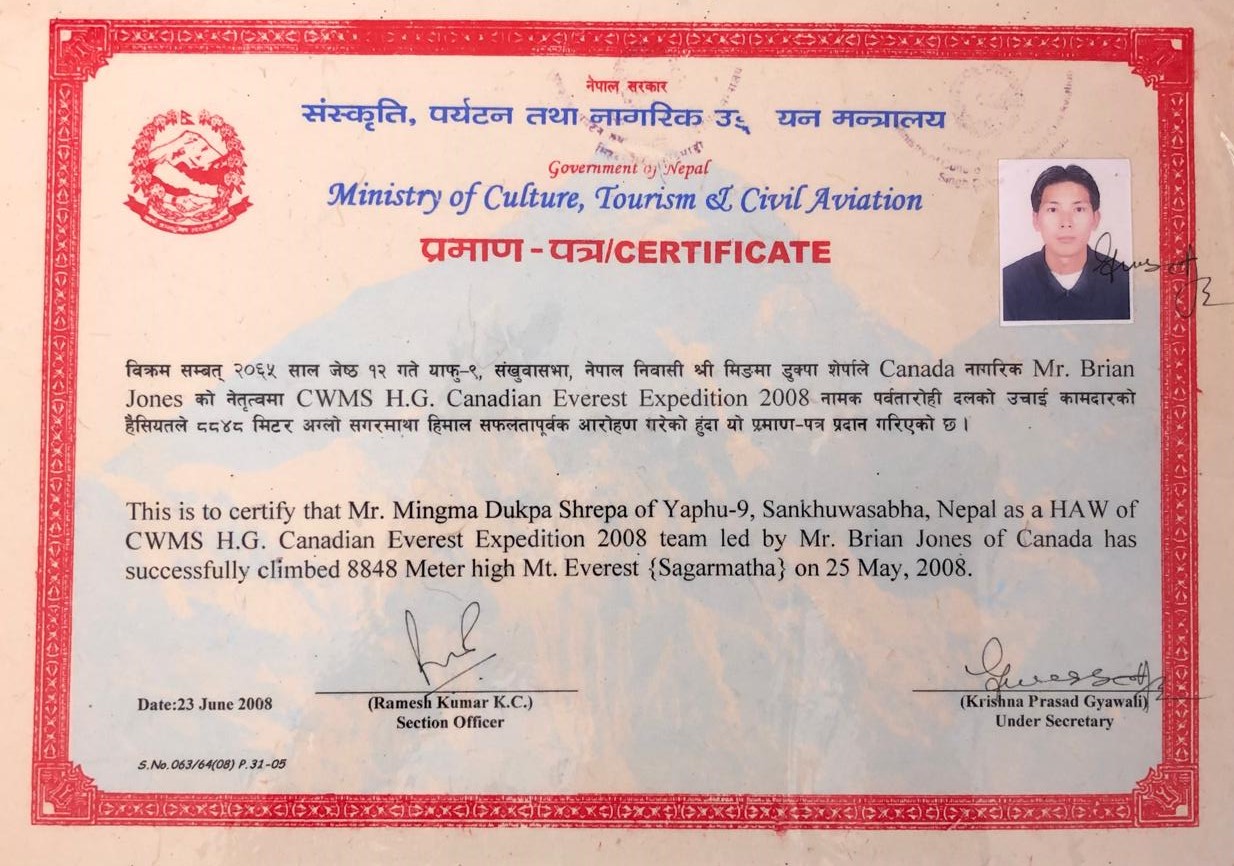 नेपाल सरकार
संस्कृति, पर्यटन तथा नागरिक उड् यन मन्त्रालय
Government of Nepal
Ministry of Culture, Tourism & Civil Aviation
प्रमाण - पत्र/CERTIFICATE
विक्रम सम्बत् २०६५ साल जेष्ठ १२ गते याफु-९, संखुवासभा, नेपाल निवासी श्री मिङमा डुक्पा शेर्पाले Canada नागरिक Mr. Brian
Jones को नेतृत्वमा CWMS H.G. Canadian Everest Expedition 2008 नामक पर्वतारोही दलको उचाई कामदारको
हैसियतले ८८४८ मिटर अग्लो सगरमाथा हिमाल सफलतापूर्वक आरोहण गरेको हुंदा यो प्रमाण-पत्र प्रदान गरिएको छ।
This is to certify that Mr. Mingma Dukpa Shrepa of Yaphu-9, Sankhuwasabha, Nepal as a HAW of
CWMS H.G. Canadian Everest Expedition 2008 team led by Mr. Brian Jones of Canada has
successfully climbed 8848 Meter high Mt. Everest {Sagarmatha} on 25 May, 2008.
Date:23 June 2008
(Ramesh Kumar K.C.)
Section Officer
(Krishna Prasad Gyawali)
Under Secretary
S.No.063/64(08) P.31-05